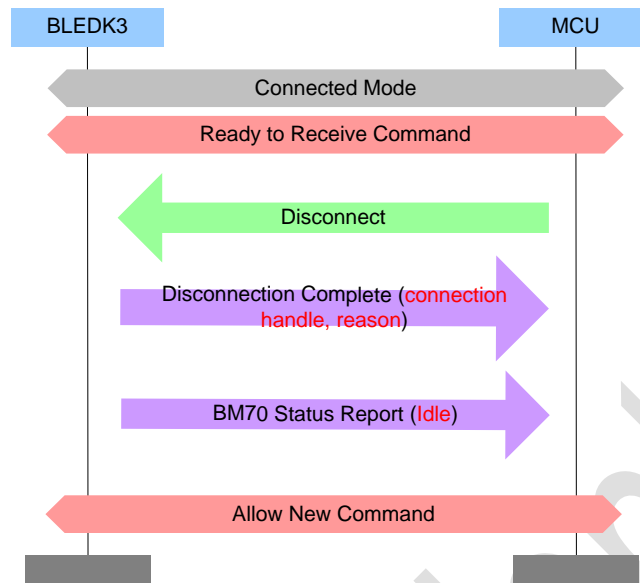 BLEDK3
MCU
Connected Mode
Ready to Receive Command
Disconnect
Disconnection Complete (connection
handle, reason)
BM70 Status Report (Idle)
Allow New Command